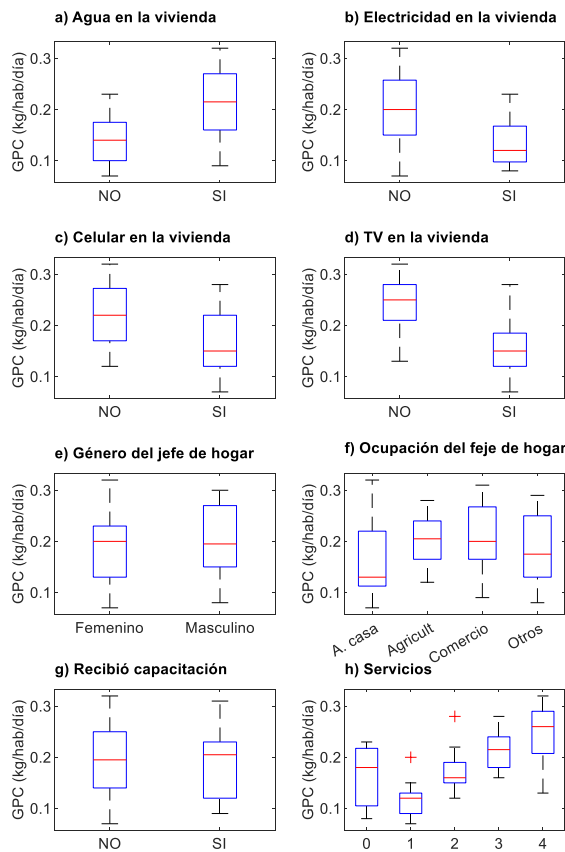 a) Agua en la vivienda
GPC (kg/hab/día)
0.3
0.2
0.1
NO SI
b) Electricidad en la vivienda
GPC (kg/hab/día)
0.3
0.2
0.1
NO SI
c) Celular en la vivienda
GPC (kg/hab/día)
0.3
0.2
0.1
NO SI
d) TV en la vivienda
GPC (kg/hab/día)
0.3
0.2
0.1
NO SI
e) Género del jefe de hogar
GPC (kg/hab/día)
0.3
0.2
0.1
Femenino Masculino
f) Ocupación del feje de hogar
GPC (kg/hab/día)
0.3
0.2
0.1
A. casa Agricult Comercio Otros
g) Recibió capacitación
GPC (kg/hab/día)
0.3
0.2
0.1
NO SI
h) Servicios
GPC (kg/hab/día)
0.3
0.2
0.1
0 1 2 3 4